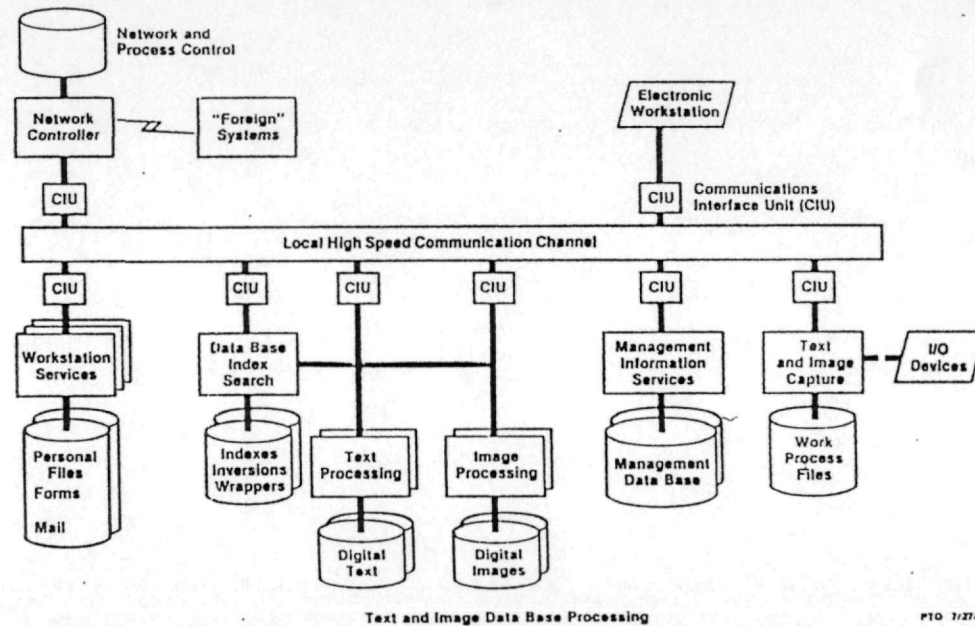 Network and
Process Control
Network
Controller
"Foreign"
Systems
Electronic
Workstation
CIU
CIU
Communications
Interface Unit (CIU)
Local High Speed Communication Channel
CIU
CIU
CIU
CIU
CIU
CIU
Workstation
Services
Data Base
Index
Search
Management
Information
Services
Text
and Image
Capture
I/O
Devices
Personal
Files
Forms
Mail
Indexes
Inversions
Wrappers
Text
Processing
Image
Processing
Management
Data Base
Work
Process
Files
Digital
Text
Digital
Images
Text and Image Data Base Processing
PTO